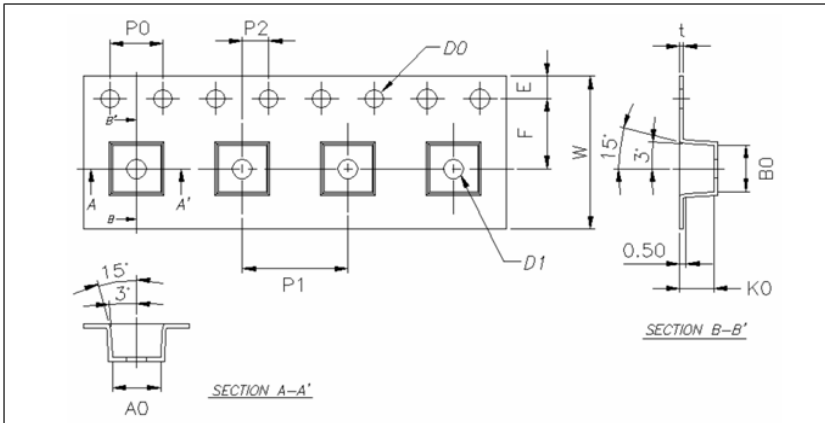 P0
P2
D0
t
E
B'
F
W
15°
3°
B0
A
A'
B
D1
0.50
K0
P1
15°
3°
SECTION B-B'
SECTION A-A'
A0